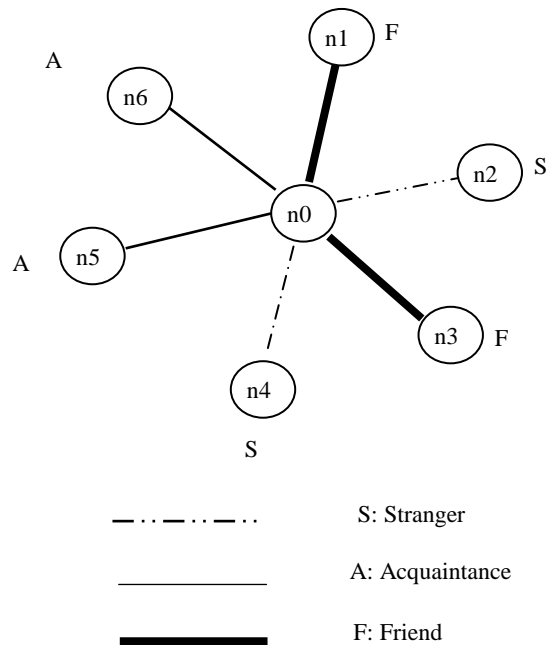 n1
F
A
n6
n2
S
n0
n5
A
n3
F
n4
S
S: Stranger
A: Acquaintance
F: Friend